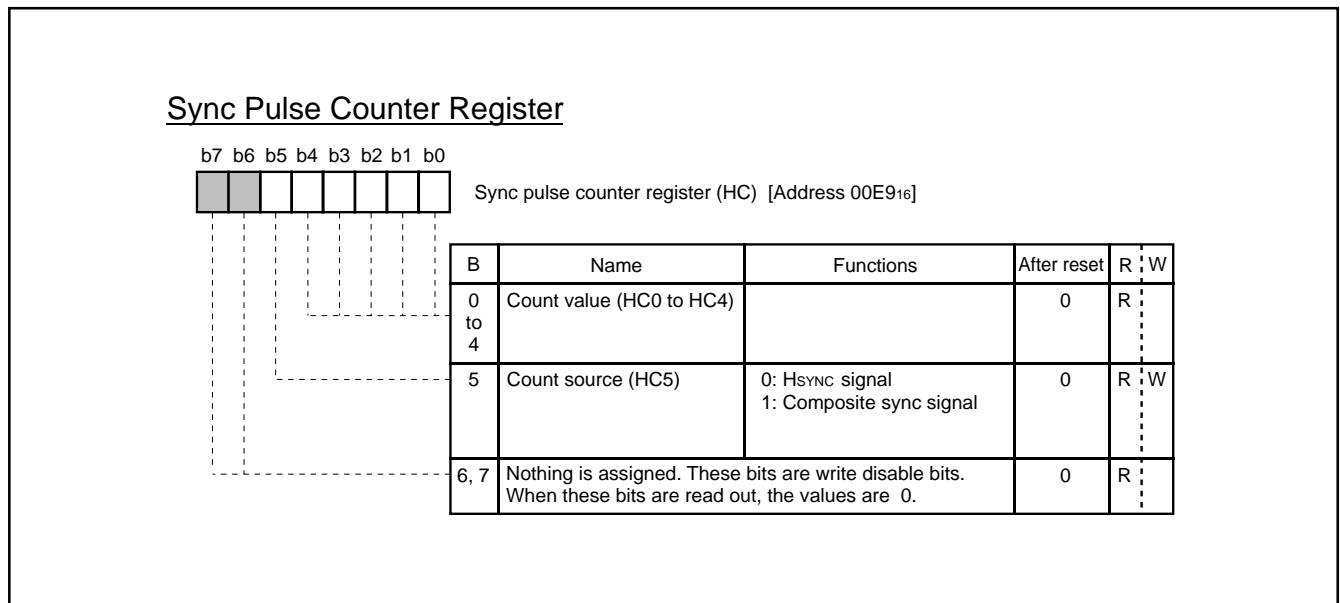 Sync Pulse Counter Register
b7 b6 b5 b4 b3 b2 b1 b0
Sync pulse counter register (HC) [Address 00E916]
B Name Functions After reset R W
0 to 4 Count value (HC0 to HC4) 0 R
5 Count source (HC5) 0: HSYNC signal 0 R W
1: Composite sync signal
6, 7 Nothing is assigned. These bits are write disable bits. 0 R
When these bits are read out, the values are 0.